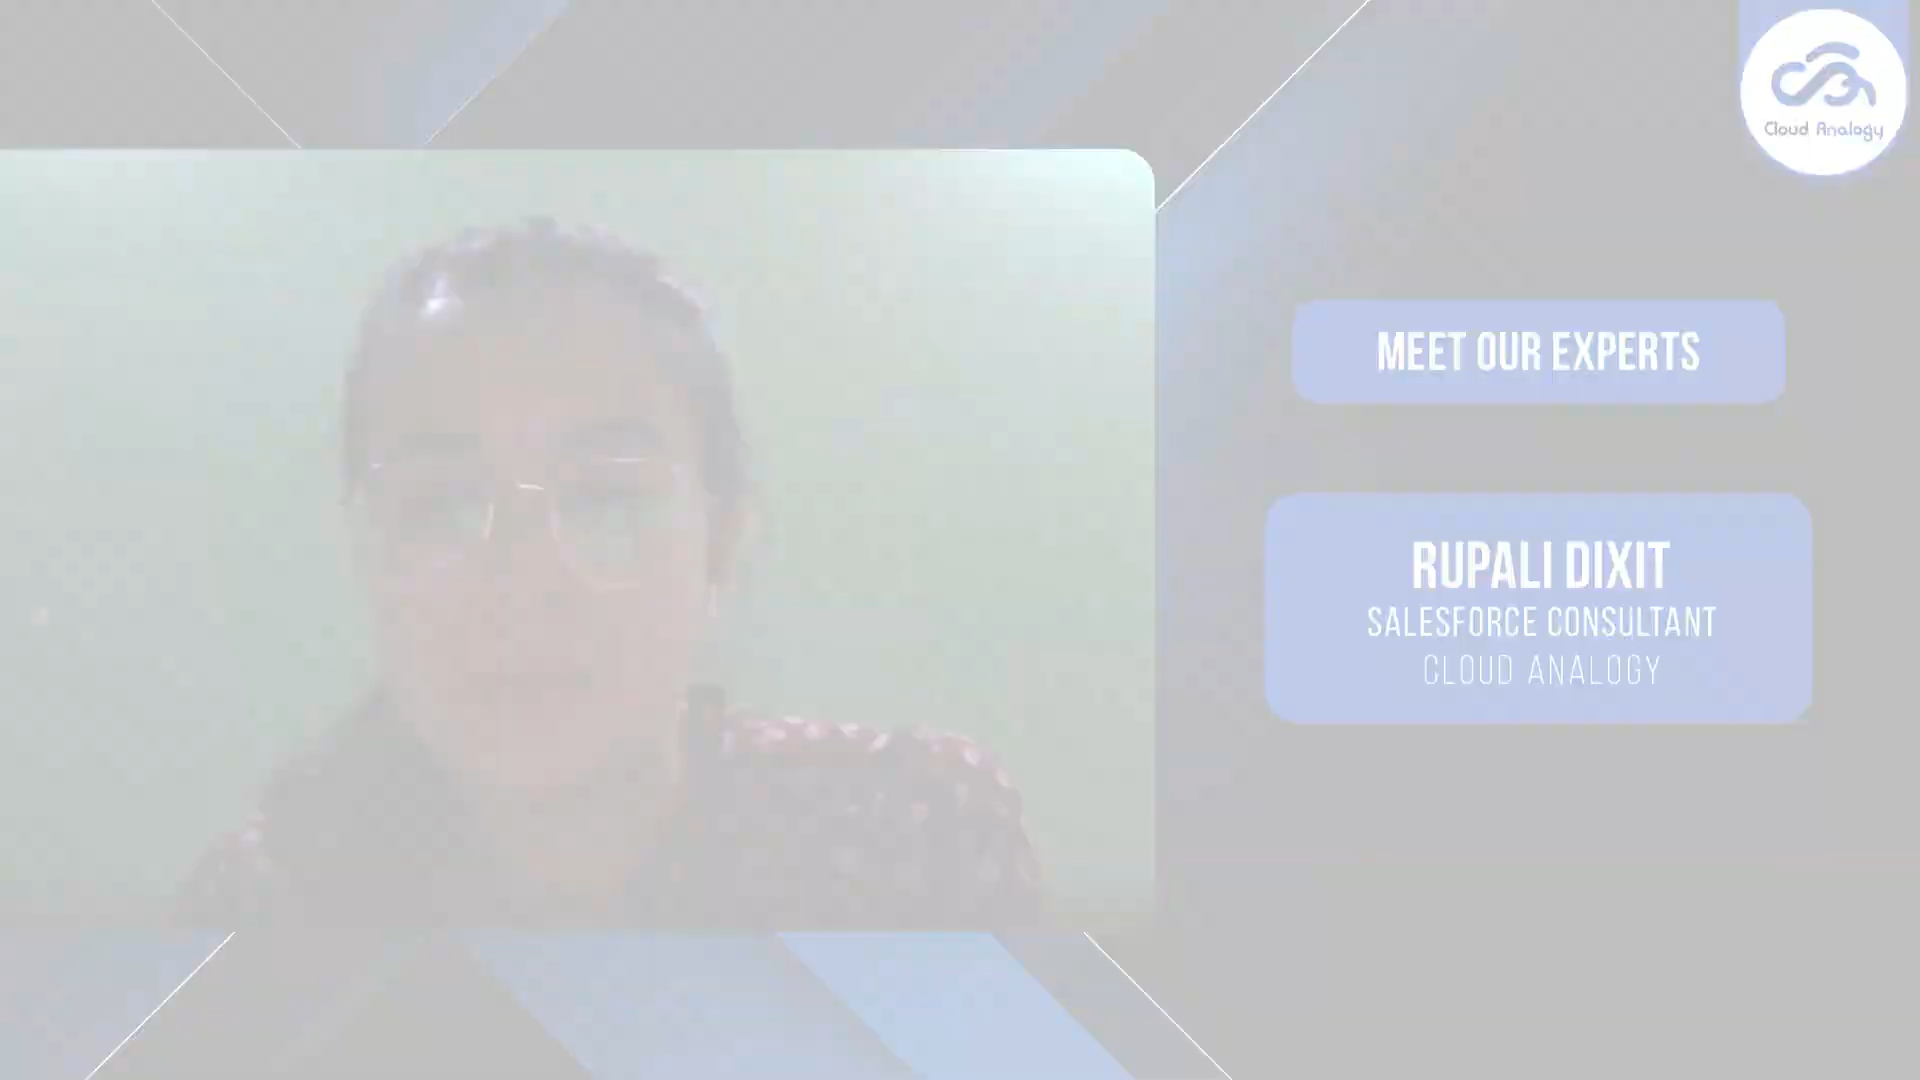 Cloud Analogy
MEET OUR EXPERTS
RUPALI DIXIT
SALESFORCE CONSULTANT
CLOUD ANALOGY